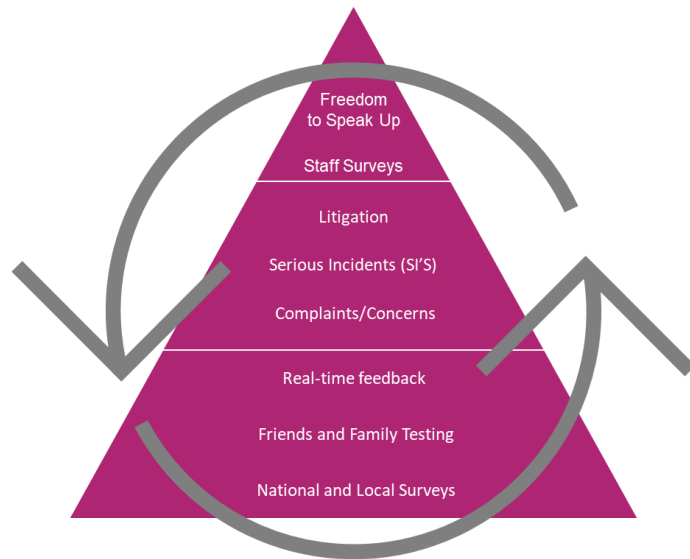 Freedom
to Speak Up
Staff Surveys
Litigation
Serious Incidents (SI'S)
Complaints/Concerns
Real-time feedback
Friends and Family Testing
National and Local Surveys